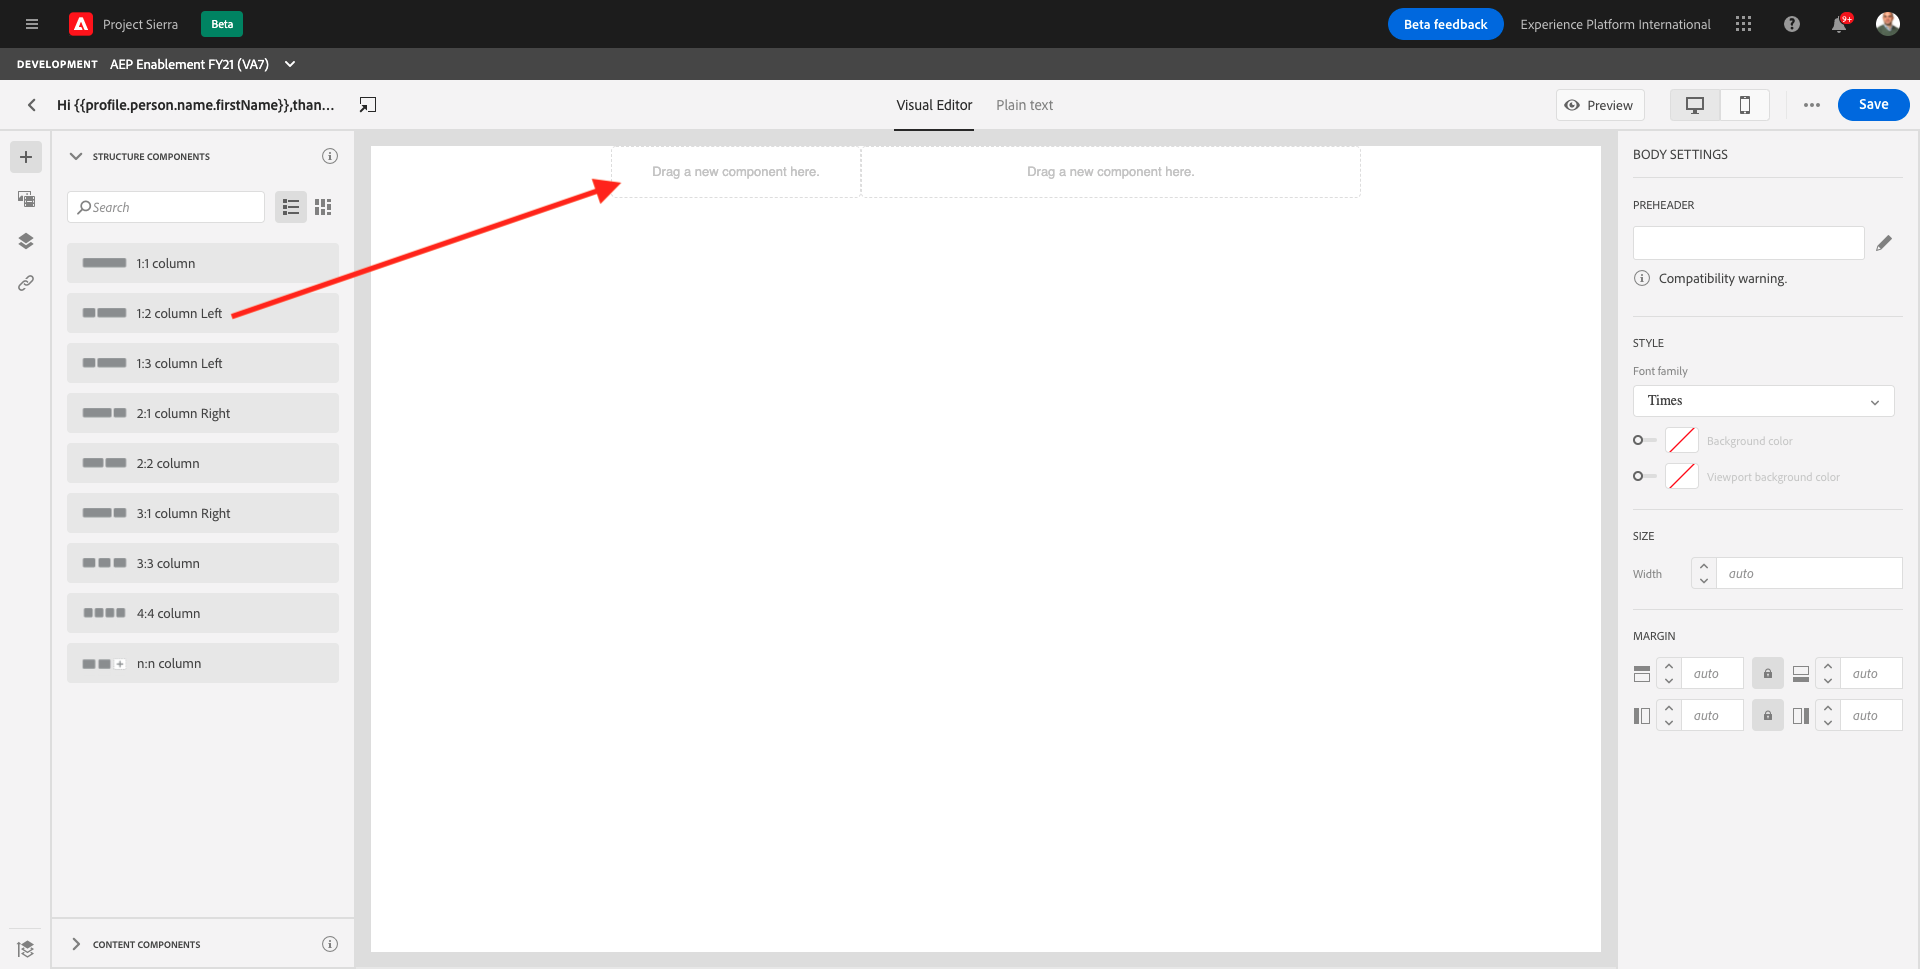 Project Sierra
Beta
Beta feedback
Experience Platform International
9+
DEVELOPMENT AEP Enablement FY21 (VA7)
Hi {{profile.person.name.firstName}},than...
Visual Editor
Plain text
Preview
Save
STRUCTURE COMPONENTS
Search
1:1 column
1:2 column Left
1:3 column Left
2:1 column Right
2:2 column
3:1 column Right
3:3 column
4:4 column
n:n column
CONTENT COMPONENTS
Drag a new component here.
Drag a new component here.
BODY SETTINGS
PREHEADER
Compatibility warning.
STYLE
Font family
Times
Background color
Viewport background color
SIZE
Width
auto
MARGIN
auto
auto
auto
auto